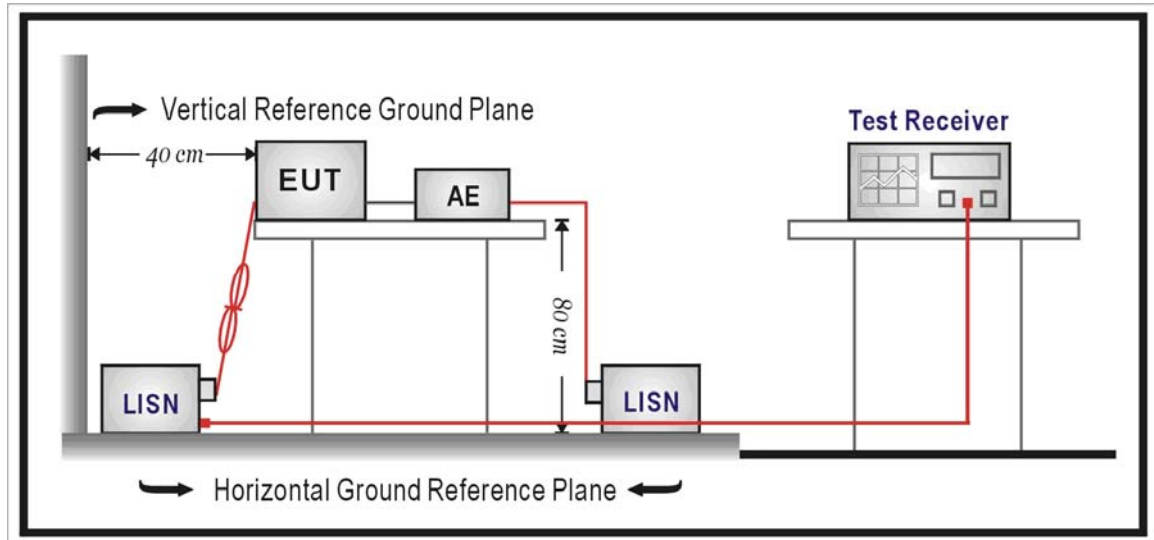 Vertical Reference Ground Plane
Test Receiver
40 cm
EUT
AE
80 cm
LISN
LISN
Horizontal Ground Reference Plane